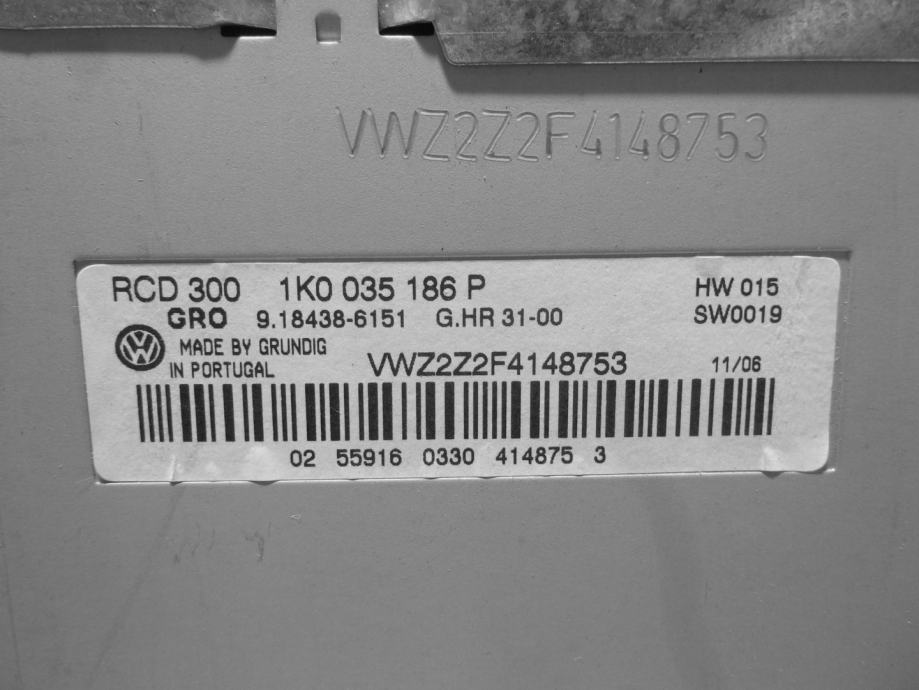 VWZ2Z2F4148753
RCD 300 1K0 035 186 P HW 015
GRO 9.18438-6151 G.HR 31-00 SW0019
MADE BY GRUNDIG
IN PORTUGAL VWZ2Z2F4148753 11/06
02 55916 0330 414875 3